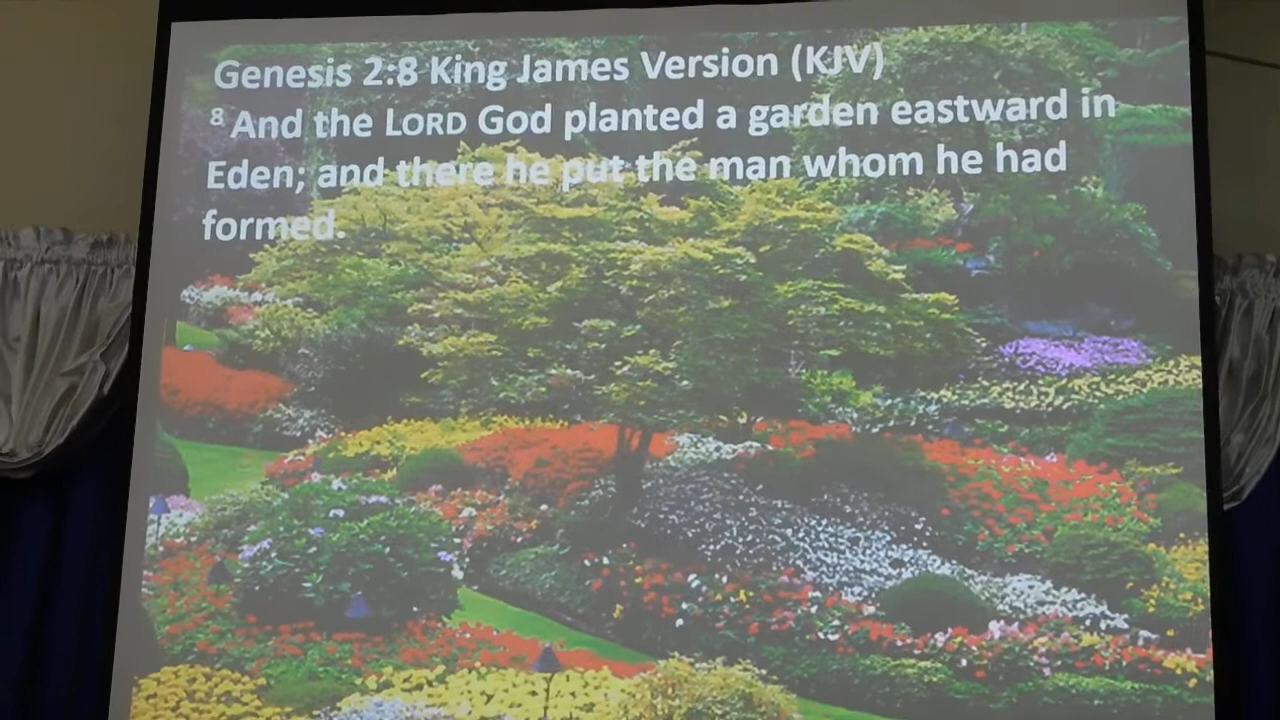 Genesis 2:8 King James Version (KJV)
8 And the LORD God planted a garden eastward in
Eden; and there he put the man whom he had
formed.